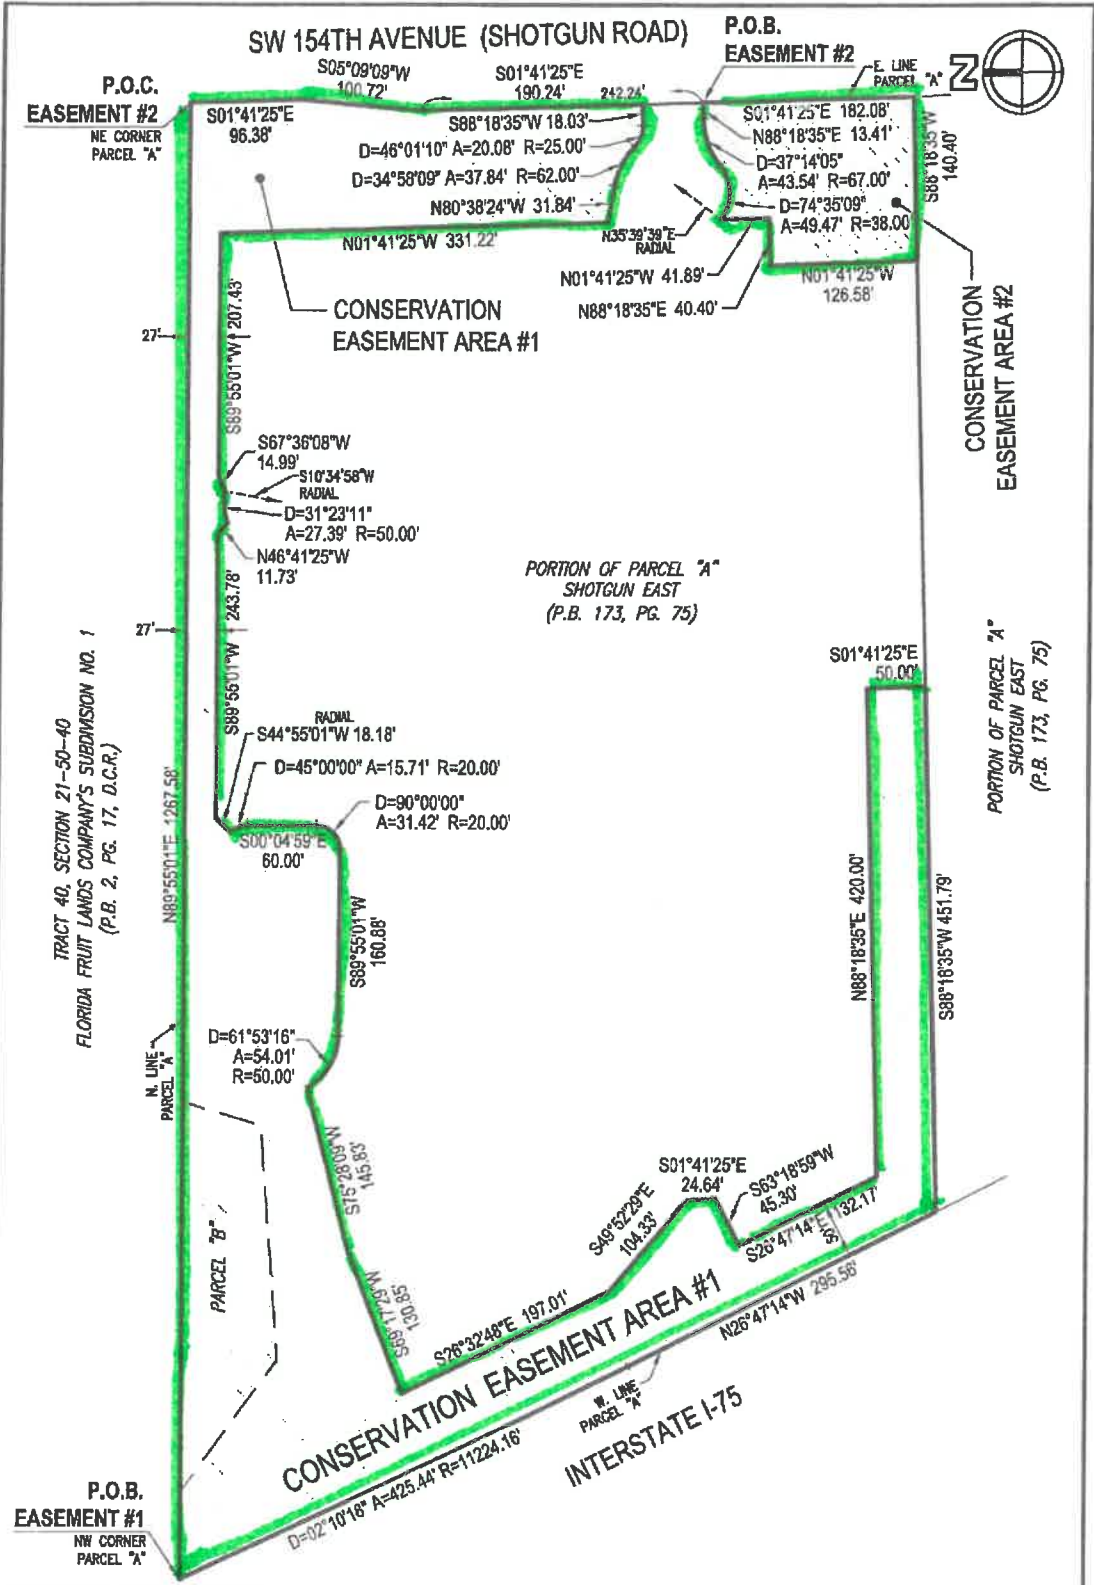 SW 154TH AVENUE (SHOTGUN ROAD)
P.O.B.
EASEMENT #2
E. LINE
PARCEL "A"
N
P.O.C.
EASEMENT #2
NE CORNER
PARCEL "A"
S05°09'09"W
100.72'
S01°41'25"E
190.24'
242.24'
S01°41'25"E
96.38'
S88°18'35"W 18.03'
D=46°01'10" A=20.08' R=25.00'
D=34°58'09" A=37.84' R=62.00'
N80°38'24"W 31.84'
N01°41'25"W 331.22'
S01°41'25"E 182.08'
N88°18'35"E 13.41'
D=37°14'05"
A=43.54' R=67.00'
D=74°35'09"
A=49.47' R=38.00'
S88°18'35"W
140.40'
N35°39'39"E
RADIAL
N01°41'25"W 41.89'
N88°18'35"E 40.40'
N01°41'25"W
126.58'
CONSERVATION
EASEMENT AREA #1
CONSERVATION
EASEMENT AREA #2
27'
S89°55'01"W 207.43'
S67°36'08"W
14.99'
S10°34'58"W
RADIAL
D=31°23'11"
A=27.39' R=50.00'
N46°41'25"W
11.73'
27'
S89°55'01"W 243.78'
PORTION OF PARCEL "A"
SHOTGUN EAST
(P.B. 173, PG. 75)
S01°41'25"E
50.00'
PORTION OF PARCEL "A"
SHOTGUN EAST
(P.B. 173, PG. 75)
TRACT 40, SECTION 21-50-40
FLORIDA FRUIT LANDS COMPANY'S SUBDIVISION NO. 1
(P.B. 2, PG. 17, D.C.R.)
N89°55'01"E 1267.58'
RADIAL
S44°55'01"W 18.18'
D=45°00'00" A=15.71' R=20.00'
D=90°00'00"
A=31.42' R=20.00'
S00°04'59"E
60.00'
S89°55'01"W
160.88'
N88°18'35"E 420.00'
S88°18'35"W 451.79'
D=61°53'16"
A=54.01'
R=50.00'
N. LINE
PARCEL "A"
PARCEL "B"
S75°28'09"W
145.83'
S69°17'29"W
130.85'
S26°32'48"E 197.01'
S49°52'29"E
104.33'
S01°41'25"E
24.64'
S63°18'59"W
45.30'
S26°47'14"E 132.17'
50'
N26°47'14"W 295.56'
CONSERVATION EASEMENT AREA #1
W. LINE
PARCEL "A"
INTERSTATE I-75
D=02°10'18" A=425.44' R=11224.16'
P.O.B.
EASEMENT #1
NW CORNER
PARCEL "A"